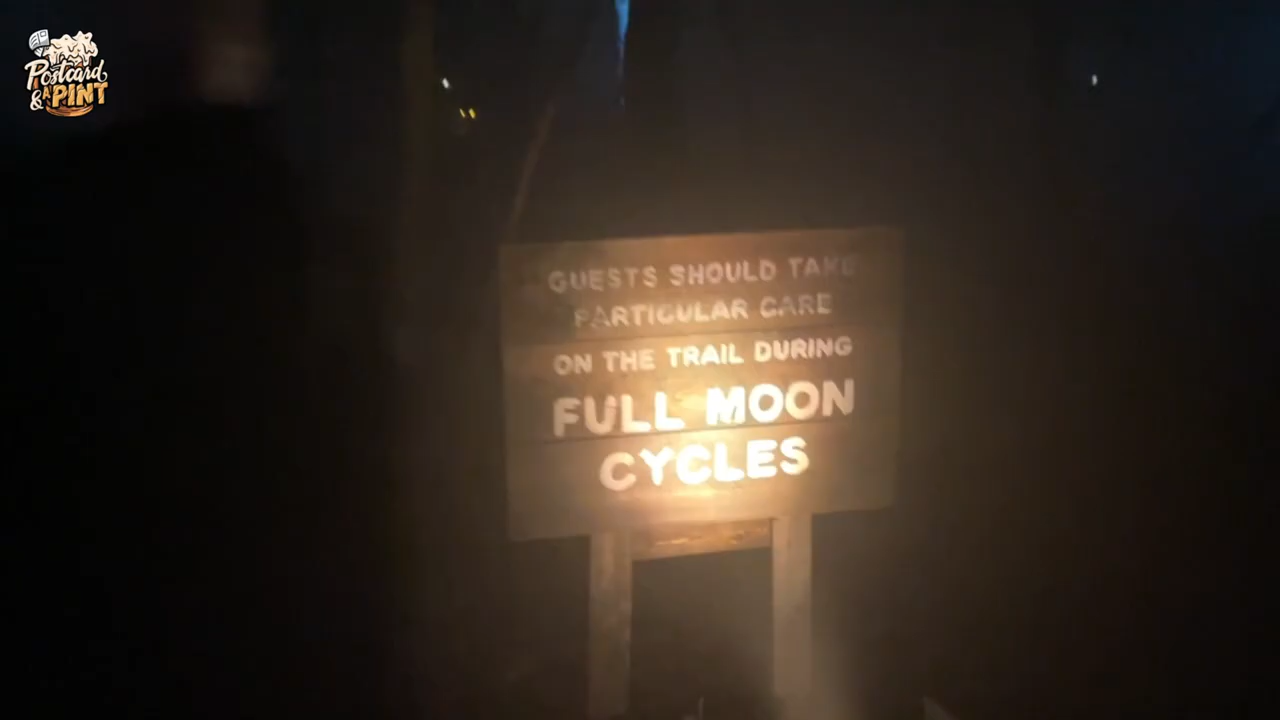 Postcard
& A PINT
GUESTS SHOULD TAKE
PARTICULAR CARE
ON THE TRAIL DURING
FULL MOON
CYCLES